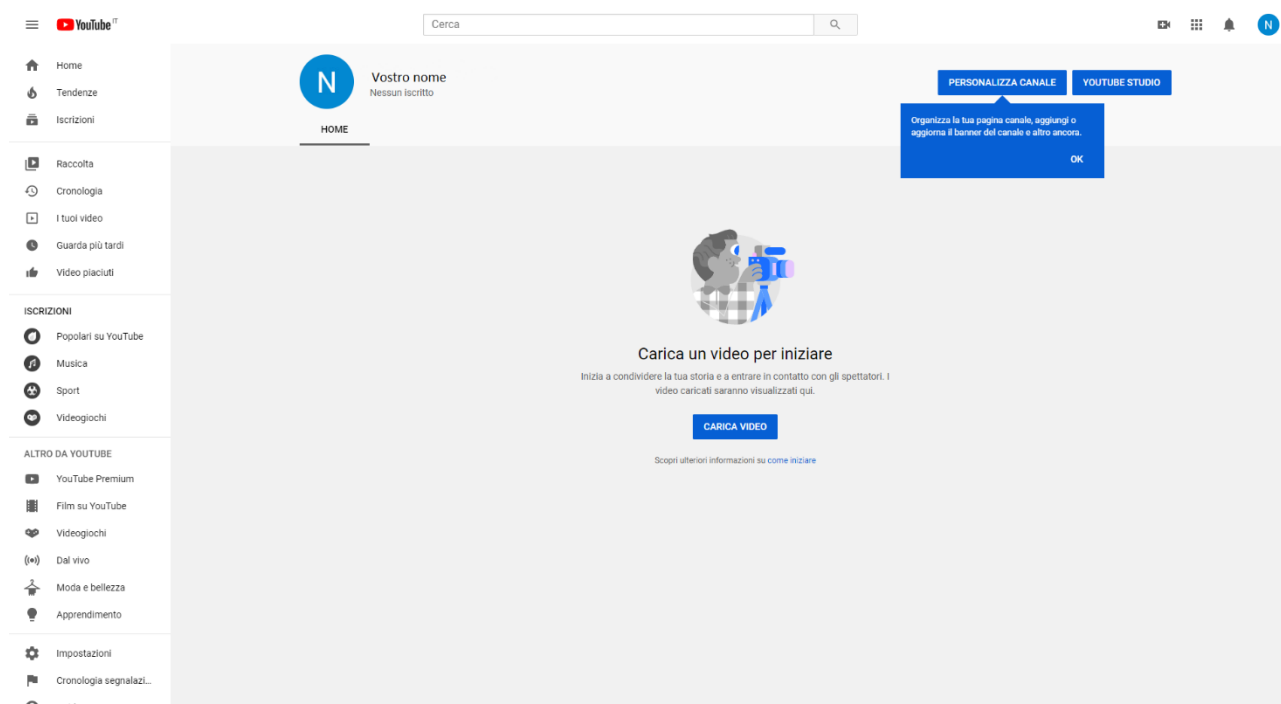 YouTube IT
Cerca
N
Home
Tendenze
Iscrizioni
Raccolta
Cronologia
I tuoi video
Guarda più tardi
Video piaciuti
ISCRIZIONI
Popolari su YouTube
Musica
Sport
Videogiochi
ALTRO DA YOUTUBE
YouTube Premium
Film su YouTube
Videogiochi
Dal vivo
Moda e bellezza
Apprendimento
Impostazioni
Cronologia segnalazi...
N
Vostro nome
Nessun iscritto
HOME
PERSONALIZZA CANALE
YOUTUBE STUDIO
Organizza la tua pagina canale, aggiungi o
aggiorna il banner del canale e altro ancora.
OK
Carica un video per iniziare
Inizia a condividere la tua storia e a entrare in contatto con gli spettatori. I
video caricati saranno visualizzati qui.
CARICA VIDEO
Scopri ulteriori informazioni su come iniziare